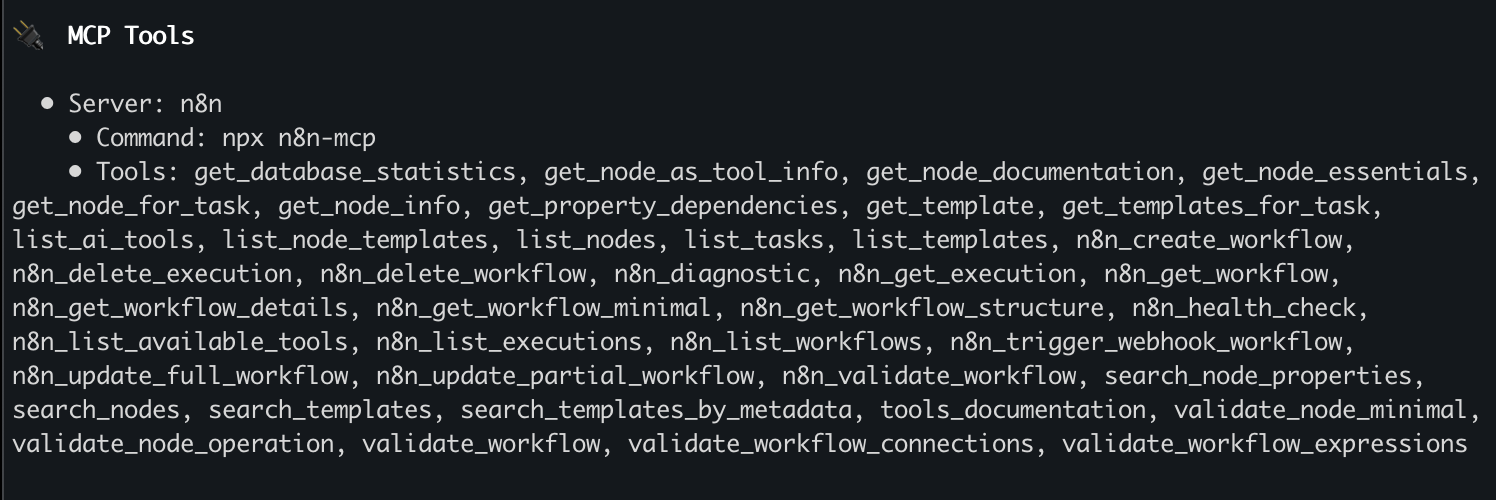 MCP Tools
• Server: n8n
• Command: npx n8n-mcp
• Tools: get_database_statistics, get_node_as_tool_info, get_node_documentation, get_node_essentials,
get_node_for_task, get_node_info, get_property_dependencies, get_template, get_templates_for_task,
list_ai_tools, list_node_templates, list_nodes, list_tasks, list_templates, n8n_create_workflow,
n8n_delete_execution, n8n_delete_workflow, n8n_diagnostic, n8n_get_execution, n8n_get_workflow,
n8n_get_workflow_details, n8n_get_workflow_minimal, n8n_get_workflow_structure, n8n_health_check,
n8n_list_available_tools, n8n_list_executions, n8n_list_workflows, n8n_trigger_webhook_workflow,
n8n_update_full_workflow, n8n_update_partial_workflow, n8n_validate_workflow, search_node_properties,
search_nodes, search_templates, search_templates_by_metadata, tools_documentation, validate_node_minimal,
validate_node_operation, validate_workflow, validate_workflow_connections, validate_workflow_expressions